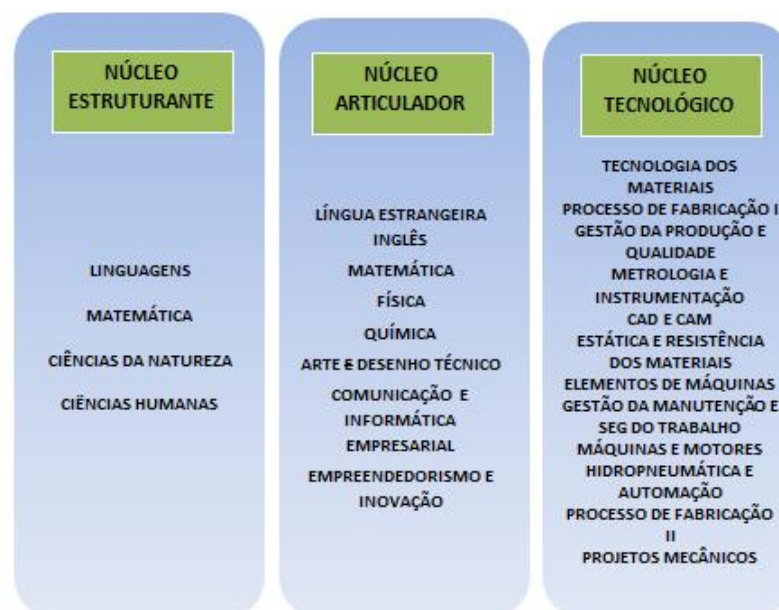 NÚCLEO
ESTRUTURANTE
LINGUAGENS
MATEMÁTICA
CIÊNCIAS DA NATUREZA
CIÊNCIAS HUMANAS
NÚCLEO
ARTICULADOR
LÍNGUA ESTRANGEIRA
INGLÊS
MATEMÁTICA
FÍSICA
QUÍMICA
ARTE E DESENHO TÉCNICO
COMUNICAÇÃO E
INFORMÁTICA
EMPRESARIAL
EMPREENDEDORISMO E
INOVAÇÃO
NÚCLEO
TECNOLÓGICO
TECNOLOGIA DOS
MATERIAIS
PROCESSO DE FABRICAÇÃO I
GESTÃO DA PRODUÇÃO E
QUALIDADE
METROLOGIA E
INSTRUMENTAÇÃO
CAD E CAM
ESTÁTICA E RESISTÊNCIA
DOS MATERIAIS
ELEMENTOS DE MÁQUINAS
GESTÃO DA MANUTENÇÃO E
SEG DO TRABALHO
MÁQUINAS E MOTORES
HIDROPNEUMÁTICA E
AUTOMAÇÃO
PROCESSO DE FABRICAÇÃO
II
PROJETOS MECÂNICOS